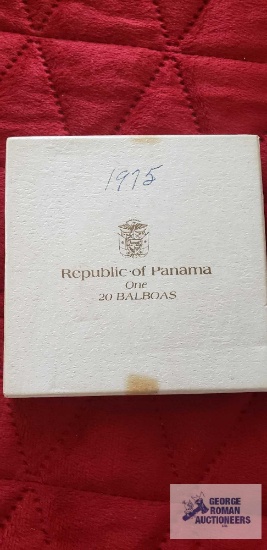 1975
Republic·of Panama
One
20 BALBOAS
GEORGE
ROMAN
AUCTIONEERS